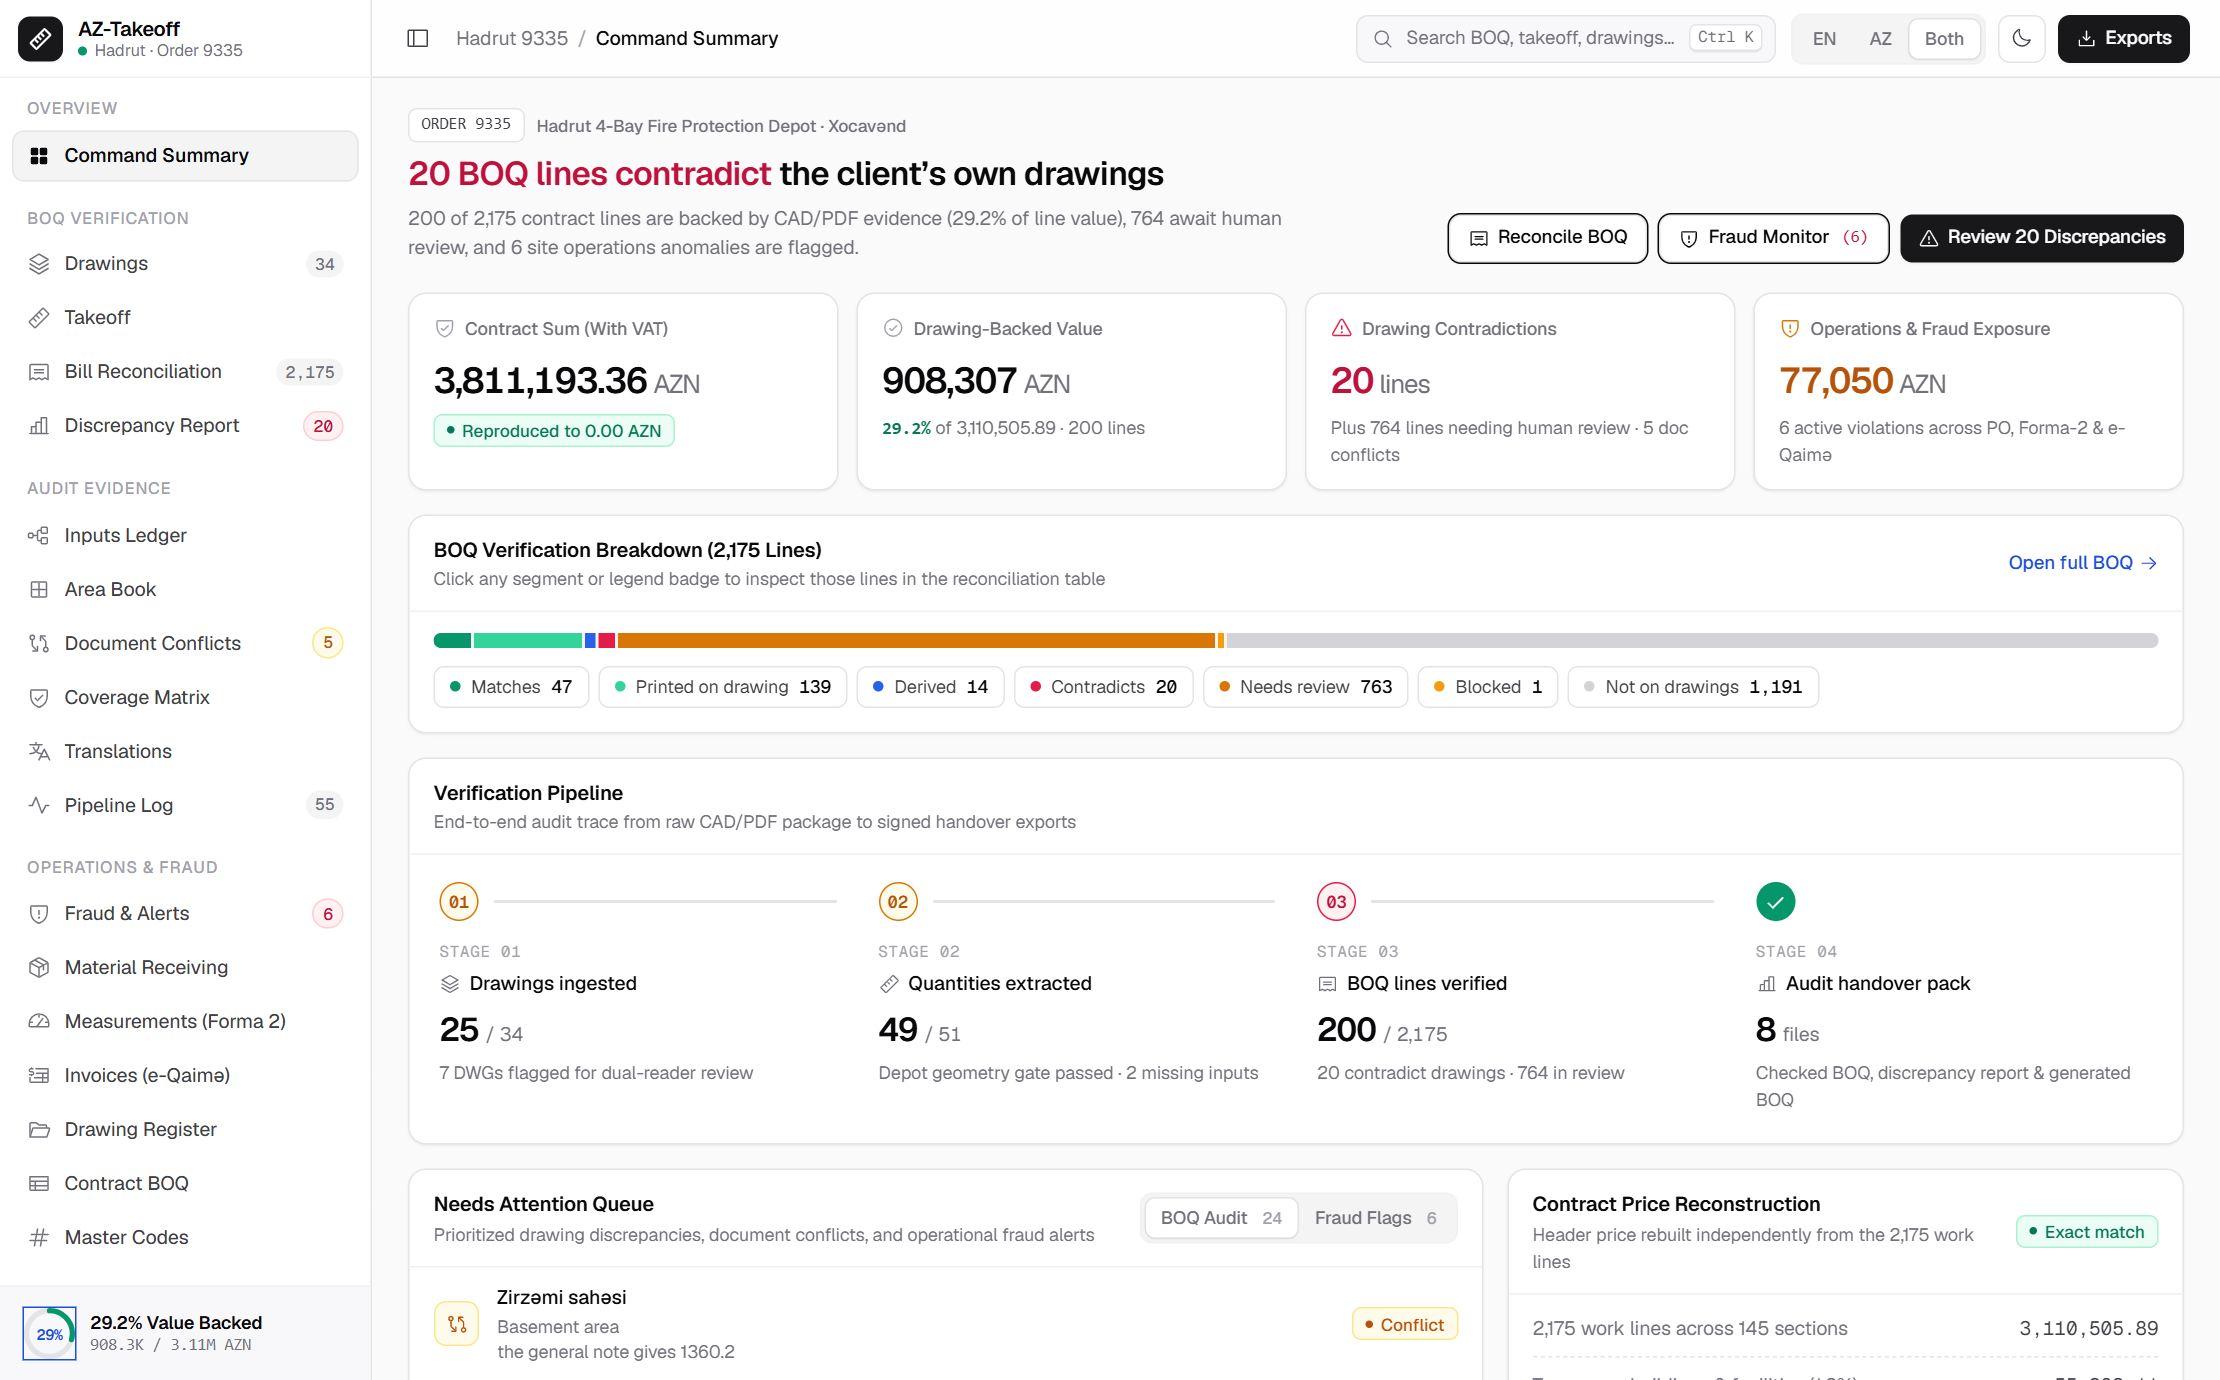 AZ-Takeoff
Hadrut · Order 9335
OVERVIEW
Command Summary
BOQ VERIFICATION
Drawings 34
Takeoff
Bill Reconciliation 2,175
Discrepancy Report 20
AUDIT EVIDENCE
Inputs Ledger
Area Book
Document Conflicts 5
Coverage Matrix
Translations
Pipeline Log 55
OPERATIONS & FRAUD
Fraud & Alerts 6
Material Receiving
Measurements (Forma 2)
Invoices (e-Qaimə)
Drawing Register
Contract BOQ
Master Codes
29% 29.2% Value Backed
908.3K / 3.11M AZN
Hadrut 9335 / Command Summary
Search BOQ, takeoff, drawings... Ctrl K
EN AZ Both
Exports
ORDER 9335 Hadrut 4-Bay Fire Protection Depot · Xocavənd
20 BOQ lines contradict the client’s own drawings
200 of 2,175 contract lines are backed by CAD/PDF evidence (29.2% of line value), 764 await human
review, and 6 site operations anomalies are flagged.
Reconcile BOQ
Fraud Monitor (6)
Review 20 Discrepancies
Contract Sum (With VAT)
3,811,193.36 AZN
Reproduced to 0.00 AZN
Drawing-Backed Value
908,307 AZN
29.2% of 3,110,505.89 · 200 lines
Drawing Contradictions
20 lines
Plus 764 lines needing human review · 5 doc
conflicts
Operations & Fraud Exposure
77,050 AZN
6 active violations across PO, Forma-2 & e-
Qaimə
BOQ Verification Breakdown (2,175 Lines)
Click any segment or legend badge to inspect those lines in the reconciliation table
Open full BOQ →
Matches 47
Printed on drawing 139
Derived 14
Contradicts 20
Needs review 763
Blocked 1
Not on drawings 1,191
Verification Pipeline
End-to-end audit trace from raw CAD/PDF package to signed handover exports
01
STAGE 01
Drawings ingested
25 / 34
7 DWGs flagged for dual-reader review
02
STAGE 02
Quantities extracted
49 / 51
Depot geometry gate passed · 2 missing inputs
03
STAGE 03
BOQ lines verified
200 / 2,175
20 contradict drawings · 764 in review
STAGE 04
Audit handover pack
8 files
Checked BOQ, discrepancy report & generated
BOQ
Needs Attention Queue
Prioritized drawing discrepancies, document conflicts, and operational fraud alerts
BOQ Audit 24
Fraud Flags 6
Zirzəmi sahəsi
Basement area
the general note gives 1360.2
Conflict
Contract Price Reconstruction
Header price rebuilt independently from the 2,175 work
lines
Exact match
2,175 work lines across 145 sections 3,110,505.89